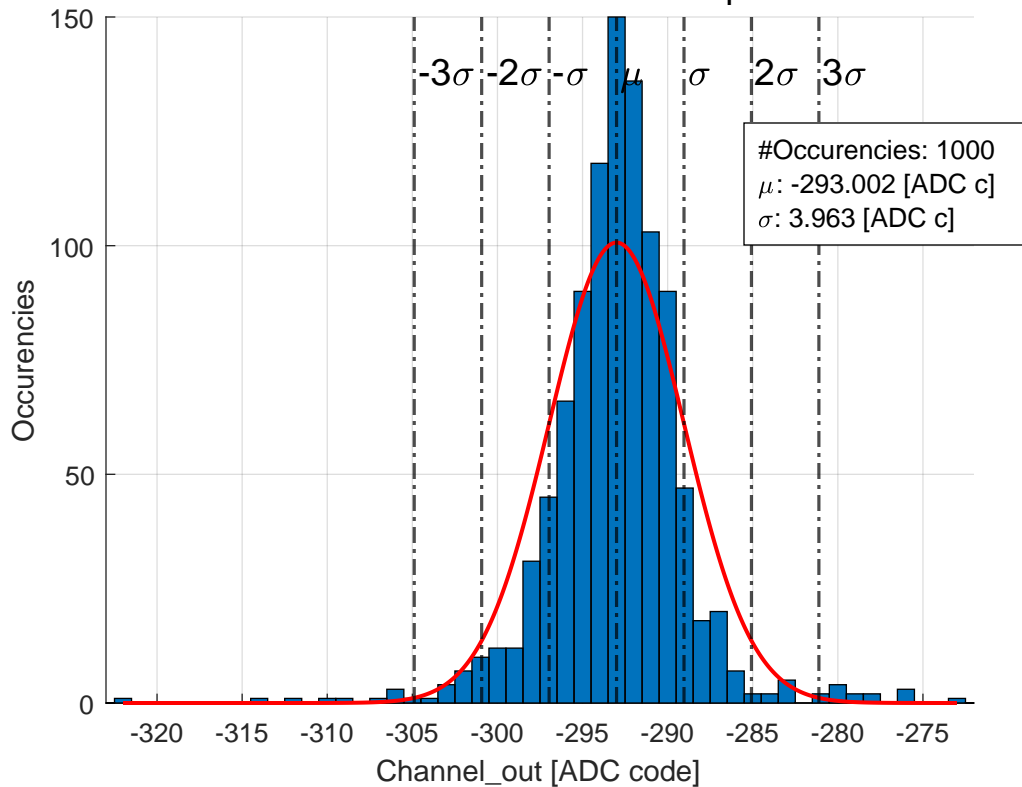 150
-3σ -2σ -σ μ σ 2σ 3σ
#Occurencies: 1000
μ: -293.002 [ADC c]
σ: 3.963 [ADC c]
100
Occurencies
50
0
-320 -315 -310 -305 -300 -295 -290 -285 -280 -275
Channel_out [ADC code]